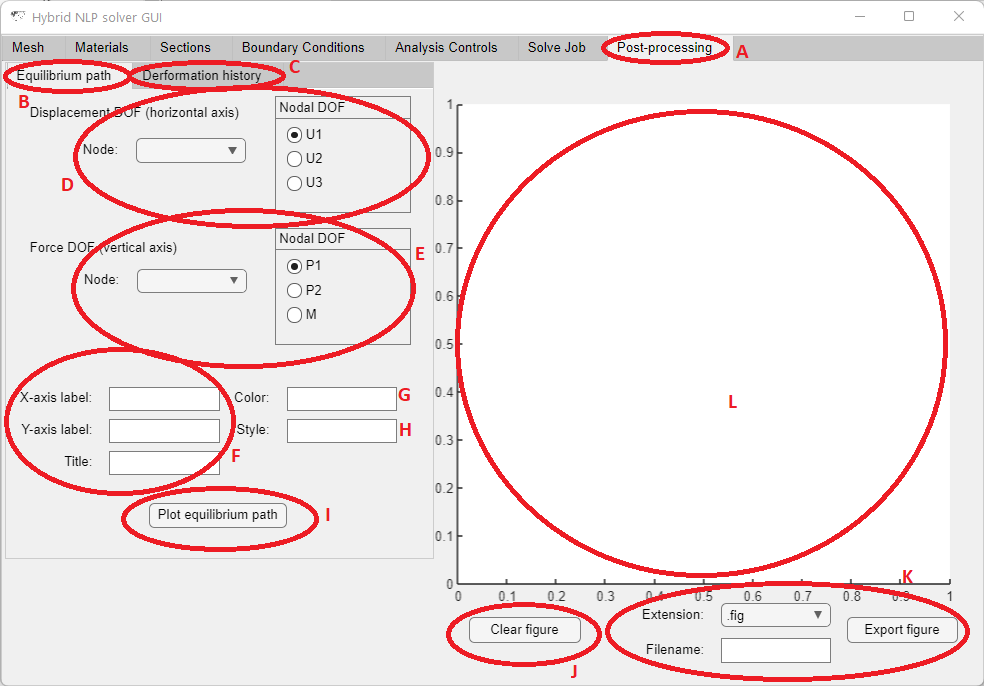 Hybrid NLP solver GUI
Mesh Materials Sections Boundary Conditions Analysis Controls Solve Job Post-processing A
Equilibrium path Deformation history C
B
Displacement DOF (horizontal axis)
Nodal DOF
Node:
U1
U2
U3
D
Force DOF (vertical axis)
Nodal DOF
E
Node:
P1
P2
M
X-axis label: Color: G
Y-axis label: Style: H
Title: F
Plot equilibrium path I
1
0.9
0.8
0.7
0.6
0.5
0.4
0.3
0.2
0.1
0
L
0 0.1 0.2 0.3 0.4 0.5 0.6 0.7 0.8 0.9 1
K
Clear figure
J
Extension: .fig Export figure
Filename: